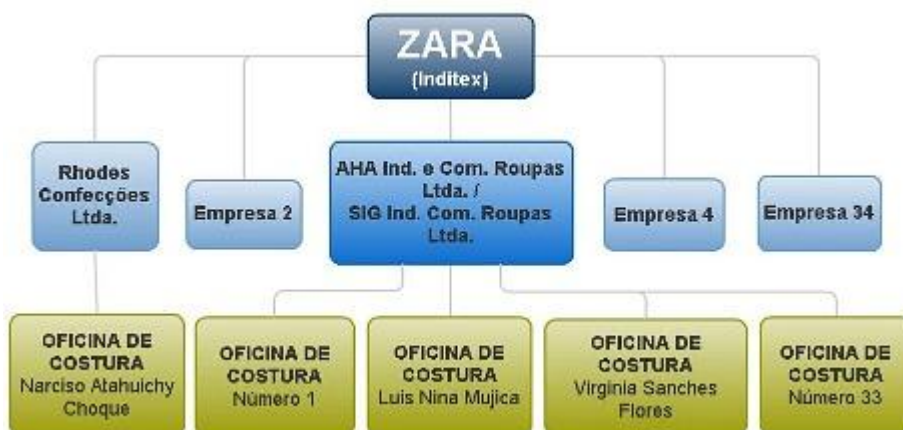 ZARA
(Inditex)
Rhodes
Confecções
Ltda.
Empresa 2
AHA Ind. e Com. Roupas
Ltda. /
SIG Ind. Com. Roupas
Ltda.
Empresa 4
Empresa 34
OFICINA DE
COSTURA
Narciso Atahuichy
Choque
OFICINA DE
COSTURA
Número 1
OFICINA DE
COSTURA
Luis Nina Mujica
OFICINA DE
COSTURA
Virginia Sanches
Flores
OFICINA DE
COSTURA
Número 33